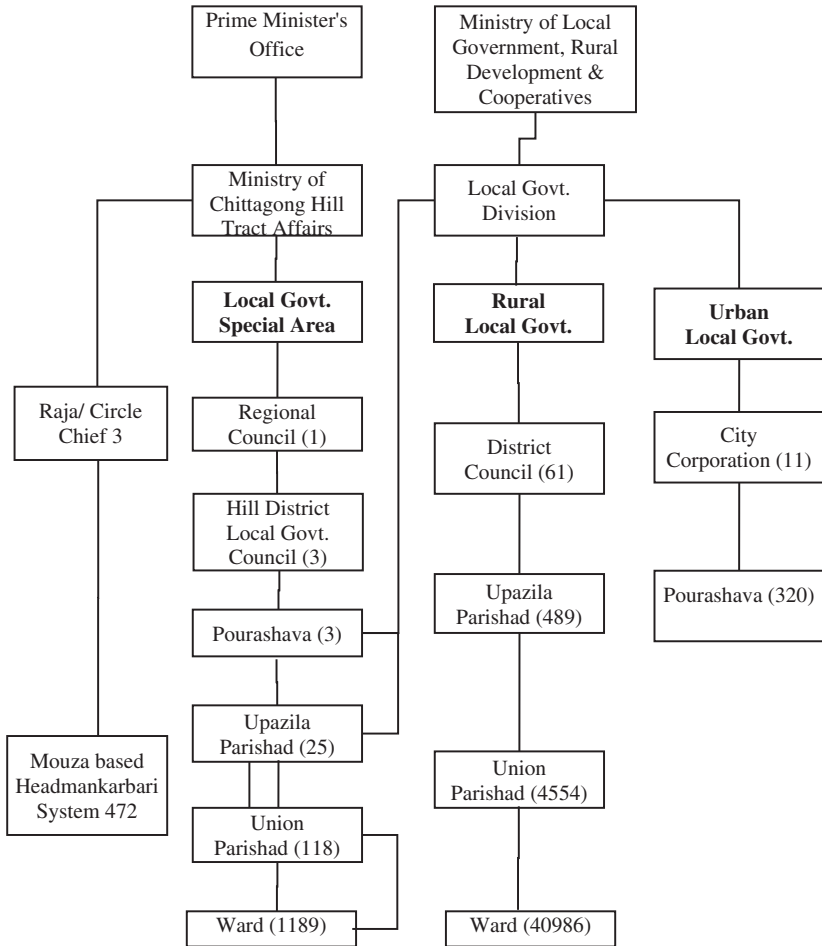 Prime Minister's
Office
Ministry of Local
Government, Rural
Development &
Cooperatives
Ministry of
Chittagong Hill
Tract Affairs
Local Govt.
Division
Local Govt.
Special Area
Rural
Local Govt.
Urban
Local Govt.
Raja/ Circle
Chief 3
Regional
Council (1)
District
Council (61)
City
Corporation (11)
Hill District
Local Govt.
Council (3)
Upazila
Parishad (489)
Pourashava (320)
Pourashava (3)
Upazila
Parishad (25)
Mouza based
Headmankarbari
System 472
Union
Parishad (4554)
Union
Parishad (118)
Ward (1189)
Ward (40986)